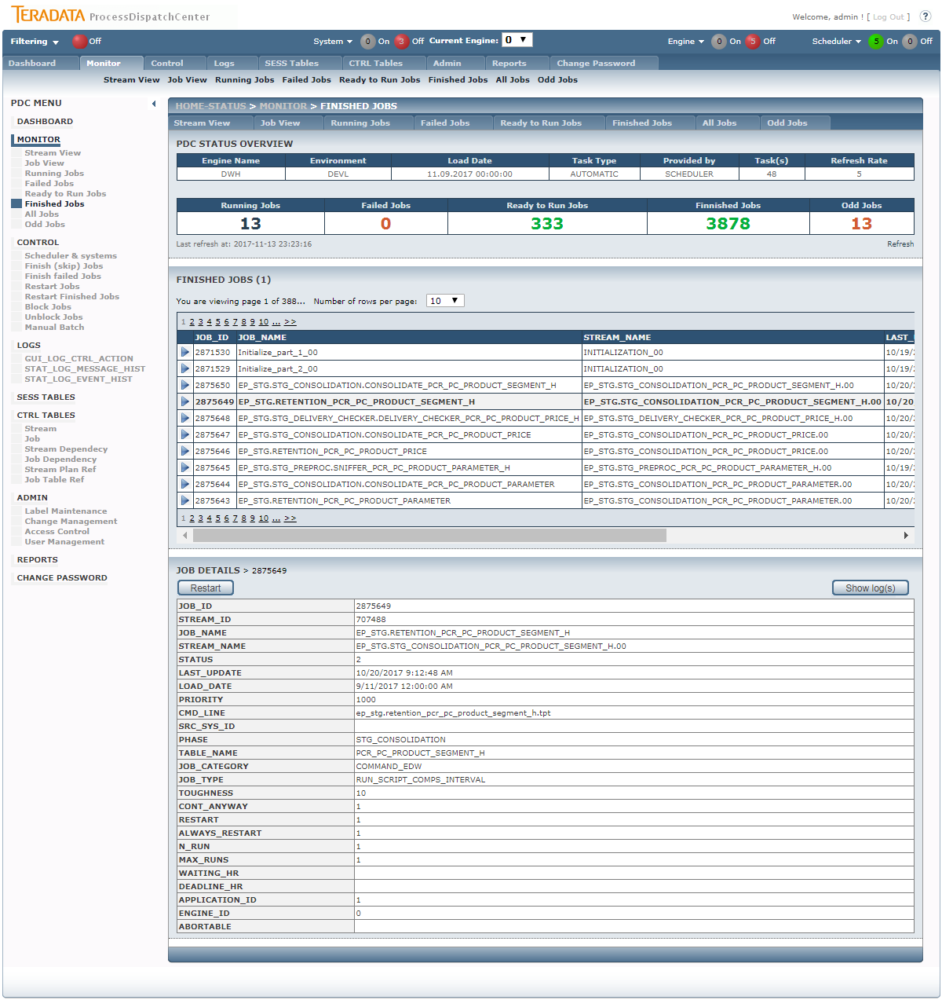 TERADATA ProcessDispatchCenter
Welcome, admin ! [ Log Out ] ?
Filtering Off System 0 On 3 Off Current Engine: 0 Engine 0 On 5 Off Scheduler 5 On 0 Off
Dashboard Monitor Control Logs SESS Tables CTRL Tables Admin Reports Change Password
Stream View Job View Running Jobs Failed Jobs Ready to Run Jobs Finished Jobs All Jobs Odd Jobs
PDC MENU
DASHBOARD
MONITOR
Stream View
Job View
Running Jobs
Failed Jobs
Ready to Run Jobs
Finished Jobs
All Jobs
Odd Jobs
CONTROL
Scheduler & systems
Finish (skip) Jobs
Finish failed Jobs
Restart Jobs
Restart Finished Jobs
Block Jobs
Unblock Jobs
Manual Batch
LOGS
GUI_LOG_CTRL_ACTION
STAT_LOG_MESSAGE_HIST
STAT_LOG_EVENT_HIST
SESS TABLES
CTRL TABLES
Stream
Job
Stream Dependecy
Job Dependency
Stream Plan Ref
Job Table Ref
ADMIN
Label Maintenance
Change Management
Access Control
User Management
REPORTS
CHANGE PASSWORD
HOME-STATUS > MONITOR > FINISHED JOBS
Stream View Job View Running Jobs Failed Jobs Ready to Run Jobs Finished Jobs All Jobs Odd Jobs
PDC STATUS OVERVIEW
Engine Name Environment Load Date Task Type Provided by Task(s) Refresh Rate
DWH DEVL 11.09.2017 00:00:00 AUTOMATIC SCHEDULER 48 5
Running Jobs Failed Jobs Ready to Run Jobs Finnished Jobs Odd Jobs
13 0 333 3878 13
Last refresh at: 2017-11-13 23:23:16 Refresh
FINISHED JOBS (1)
You are viewing page 1 of 388... Number of rows per page: 10
1 2 3 4 5 6 7 8 9 10 ... >>
JOB_ID JOB_NAME STREAM_NAME LAST_
2871530 Initialize_part_1_00 INITIALIZATION_00 10/19/
2871529 Initialize_part_2_00 INITIALIZATION_00 10/19/
2875650 EP_STG.STG_CONSOLIDATION.CONSOLIDATE_PCR_PC_PRODUCT_SEGMENT_H EP_STG.STG_CONSOLIDATION_PCR_PC_PRODUCT_SEGMENT_H.00 10/20/
2875649 EP_STG.RETENTION_PCR_PC_PRODUCT_SEGMENT_H EP_STG.STG_CONSOLIDATION_PCR_PC_PRODUCT_SEGMENT_H.00 10/20
2875648 EP_STG.STG_DELIVERY_CHECKER.DELIVERY_CHECKER_PCR_PC_PRODUCT_PRICE_H EP_STG.STG_DELIVERY_CHECKER_PCR_PC_PRODUCT_PRICE_H.00 10/20/
2875647 EP_STG.STG_CONSOLIDATION.CONSOLIDATE_PCR_PC_PRODUCT_PRICE EP_STG.STG_CONSOLIDATION_PCR_PC_PRODUCT_PRICE.00 10/20/
2875646 EP_STG.RETENTION_PCR_PC_PRODUCT_PRICE EP_STG.STG_CONSOLIDATION_PCR_PC_PRODUCT_PRICE.00 10/20/
2875645 EP_STG.STG_PREPROC.SNIFFER_PCR_PC_PRODUCT_PARAMETER_H EP_STG.STG_PREPROC_PCR_PC_PRODUCT_PARAMETER_H.00 10/19/
2875644 EP_STG.STG_CONSOLIDATION.CONSOLIDATE_PCR_PC_PRODUCT_PARAMETER EP_STG.STG_CONSOLIDATION_PCR_PC_PRODUCT_PARAMETER.00 10/20/
2875643 EP_STG.RETENTION_PCR_PC_PRODUCT_PARAMETER EP_STG.STG_CONSOLIDATION_PCR_PC_PRODUCT_PARAMETER.00 10/20/
1 2 3 4 5 6 7 8 9 10 ... >>
JOB DETAILS > 2875649
Restart Show log(s)
JOB_ID 2875649
STREAM_ID 707488
JOB_NAME EP_STG.RETENTION_PCR_PC_PRODUCT_SEGMENT_H
STREAM_NAME EP_STG.STG_CONSOLIDATION_PCR_PC_PRODUCT_SEGMENT_H.00
STATUS 2
LAST_UPDATE 10/20/2017 9:12:48 AM
LOAD_DATE 9/11/2017 12:00:00 AM
PRIORITY 1000
CMD_LINE ep_stg.retention_pcr_pc_product_segment_h.tpt
SRC_SYS_ID
PHASE STG_CONSOLIDATION
TABLE_NAME PCR_PC_PRODUCT_SEGMENT_H
JOB_CATEGORY COMMAND_EDW
JOB_TYPE RUN_SCRIPT_COMPS_INTERVAL
TOUGHNESS 10
CONT_ANYWAY 1
RESTART 1
ALWAYS_RESTART 1
N_RUN 1
MAX_RUNS 1
WAITING_HR
DEADLINE_HR
APPLICATION_ID 1
ENGINE_ID 0
ABORTABLE